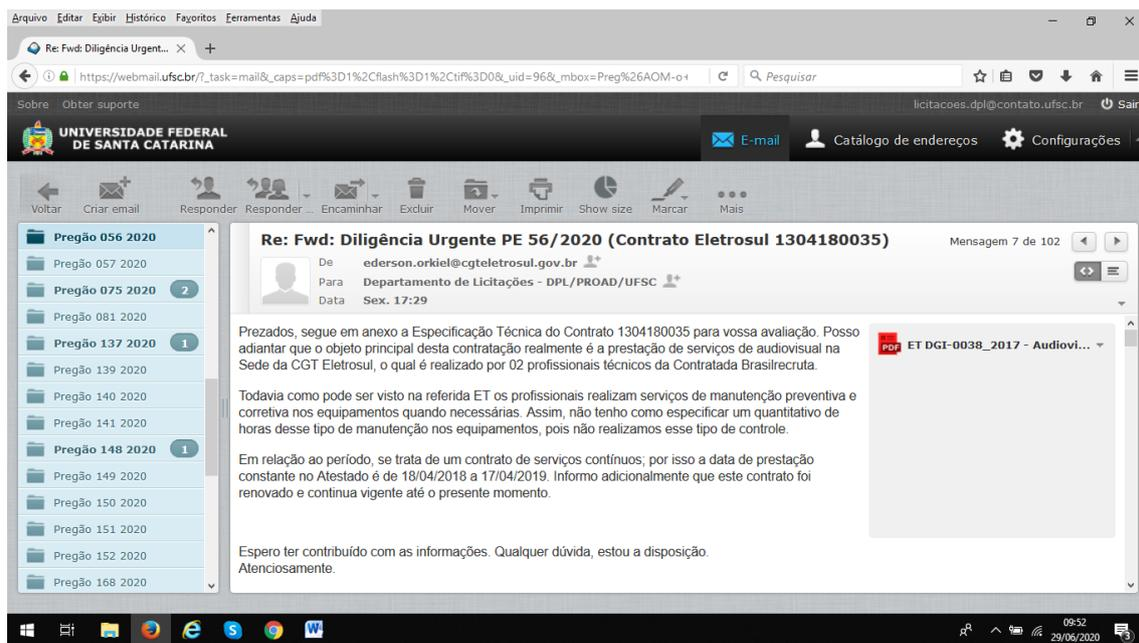 Arquivo Editar Exibir Histórico Favoritos Ferramentas Ajuda
Re: Fwd: Diligência Urgent...
https://webmail.ufsc.br/?_task=mail&_caps=pdf%3D1%2Cflash%3D1%2Ctif%3D0&_uid=96&_mbox=Preg%26AOM-o+
Pesquisar
Sobre Obter suporte
licitacoes.dpl@contato.ufsc.br Sair
UNIVERSIDADE FEDERAL
DE SANTA CATARINA
E-mail Catálogo de endereços Configurações
Voltar Criar email Responder Responder ... Encaminhar Excluir Mover Imprimir Show size Marcar Mais
Pregão 056 2020
Pregão 057 2020
Pregão 075 2020 2
Pregão 081 2020
Pregão 137 2020 1
Pregão 139 2020
Pregão 140 2020
Pregão 141 2020
Pregão 148 2020 1
Pregão 149 2020
Pregão 150 2020
Pregão 151 2020
Pregão 152 2020
Pregão 168 2020
Re: Fwd: Diligência Urgente PE 56/2020 (Contrato Eletrosul 1304180035)
Mensagem 7 de 102
De ederson.orkiel@cgteletrosul.gov.br
Para Departamento de Licitações - DPL/PROAD/UFSC
Data Sex. 17:29
Prezados, segue em anexo a Especificação Técnica do Contrato 1304180035 para vossa avaliação. Posso
adiantar que o objeto principal desta contratação realmente é a prestação de serviços de audiovisual na
Sede da CGT Eletrosul, o qual é realizado por 02 profissionais técnicos da Contratada Brasilrecruta.
Todavia como pode ser visto na referida ET os profissionais realizam serviços de manutenção preventiva e
corretiva nos equipamentos quando necessárias. Assim, não tenho como especificar um quantitativo de
horas desse tipo de manutenção nos equipamentos, pois não realizamos esse tipo de controle.
Em relação ao período, se trata de um contrato de serviços contínuos; por isso a data de prestação
constante no Atestado é de 18/04/2018 a 17/04/2019. Informo adicionalmente que este contrato foi
renovado e continua vigente até o presente momento.
Espero ter contribuído com as informações. Qualquer dúvida, estou a disposição.
Atenciosamente.
PDF ET DGI-0038_2017 - Audiovi...
09:52
29/06/2020
3